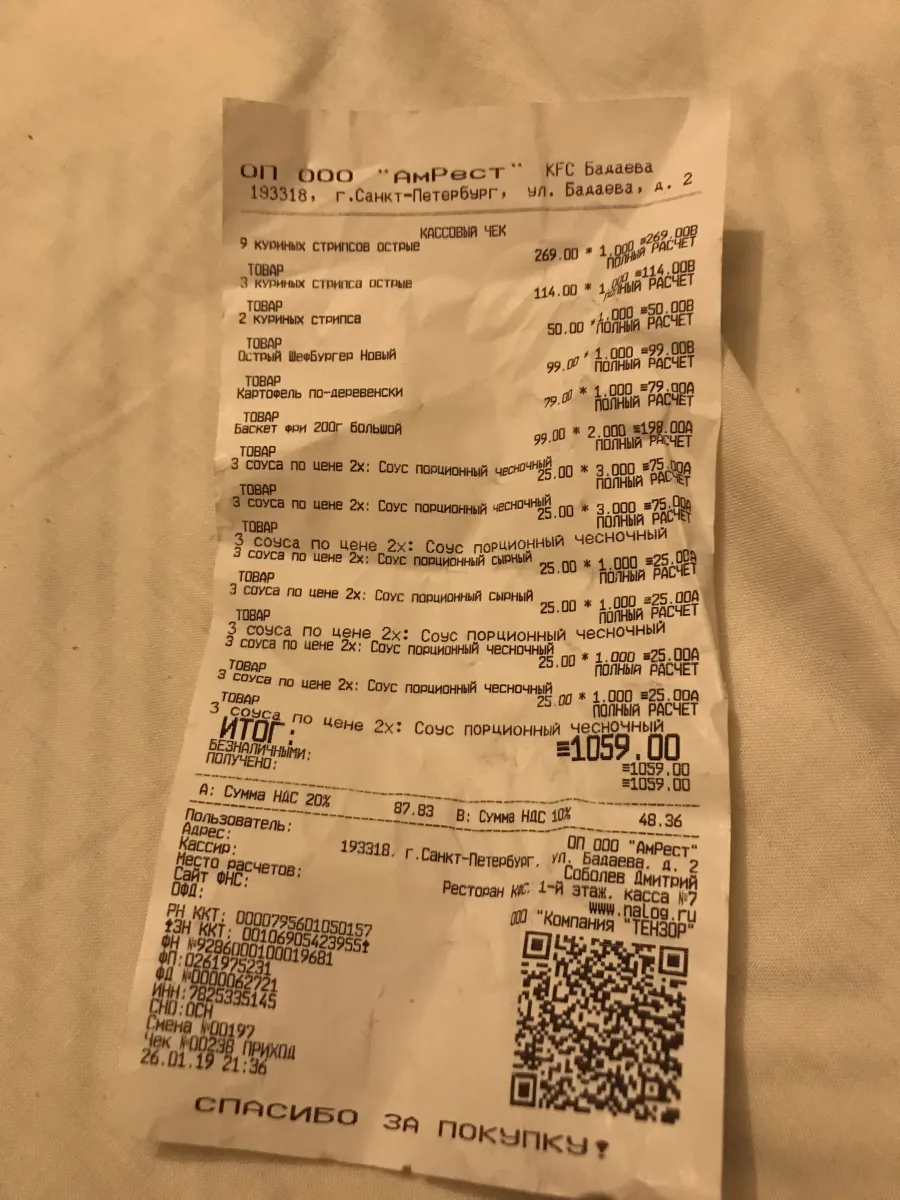 ОП ООО "АмРест" KFC Бадаева
193318, г.Санкт-Петербург, ул. Бадаева, д. 2
КАССОВЫЙ ЧЕК
9 куриных стрипсов острые
269.00 * 1.000 ≡269.00В
ТОВАР ПОЛНЫЙ РАСЧЕТ
3 куриных стрипса острые
114.00 * 1.000 ≡114.00В
ТОВАР ПОЛНЫЙ РАСЧЕТ
2 куриных стрипса
50.00 * 1.000 ≡50.00В
ТОВАР ПОЛНЫЙ РАСЧЕТ
Острый ШефБургер Новый
99.00 * 1.000 ≡99.00В
ТОВАР ПОЛНЫЙ РАСЧЕТ
Картофель по-деревенски
79.00 * 1.000 ≡79.00А
ТОВАР ПОЛНЫЙ РАСЧЕТ
Баскет фри 200г большой
99.00 * 2.000 ≡198.00А
ТОВАР ПОЛНЫЙ РАСЧЕТ
3 соуса по цене 2х: Соус порционный чесночный
25.00 * 3.000 ≡75.00А
ТОВАР ПОЛНЫЙ РАСЧЕТ
3 соуса по цене 2х: Соус порционный чесночный
25.00 * 3.000 ≡75.00А
ТОВАР ПОЛНЫЙ РАСЧЕТ
3 соуса по цене 2х: Соус порционный чесночный
3 соуса по цене 2х: Соус порционный сырный
25.00 * 1.000 ≡25.00А
ТОВАР ПОЛНЫЙ РАСЧЕТ
3 соуса по цене 2х: Соус порционный сырный
25.00 * 1.000 ≡25.00А
ТОВАР ПОЛНЫЙ РАСЧЕТ
3 соуса по цене 2х: Соус порционный чесночный
3 соуса по цене 2х: Соус порционный чесночный
25.00 * 1.000 ≡25.00А
ТОВАР ПОЛНЫЙ РАСЧЕТ
3 соуса по цене 2х: Соус порционный чесночный
25.00 * 1.000 ≡25.00А
ТОВАР ПОЛНЫЙ РАСЧЕТ
3 соуса по цене 2х: Соус порционный чесночный
ИТОГ: ≡1059.00
БЕЗНАЛИЧНЫМИ: ≡1059.00
ПОЛУЧЕНО: ≡1059.00
А: Сумма НДС 20% 87.83 В: Сумма НДС 10% 48.36
Пользователь: ОП ООО "АмРест"
Адрес: 193318, г.Санкт-Петербург, ул. Бадаева, д. 2
Кассир: Соболев Дмитрий
Место расчетов: Ресторан КФС, 1-й этаж, касса №7
Сайт ФНС: www.nalog.ru
ОФД: ООО "Компания "ТЕНЗОР"
РН ККТ: 0000795601050157
ЗН ККТ: 00106905423955
ФН №9286000100019681
ФП:0261975231
ФД №0000062721
ИНН:7825335145
СНО:ОСН
Смена №00197
Чек №00238 ПРИХОД
26.01.19 21:36
СПАСИБО ЗА ПОКУПКУ!